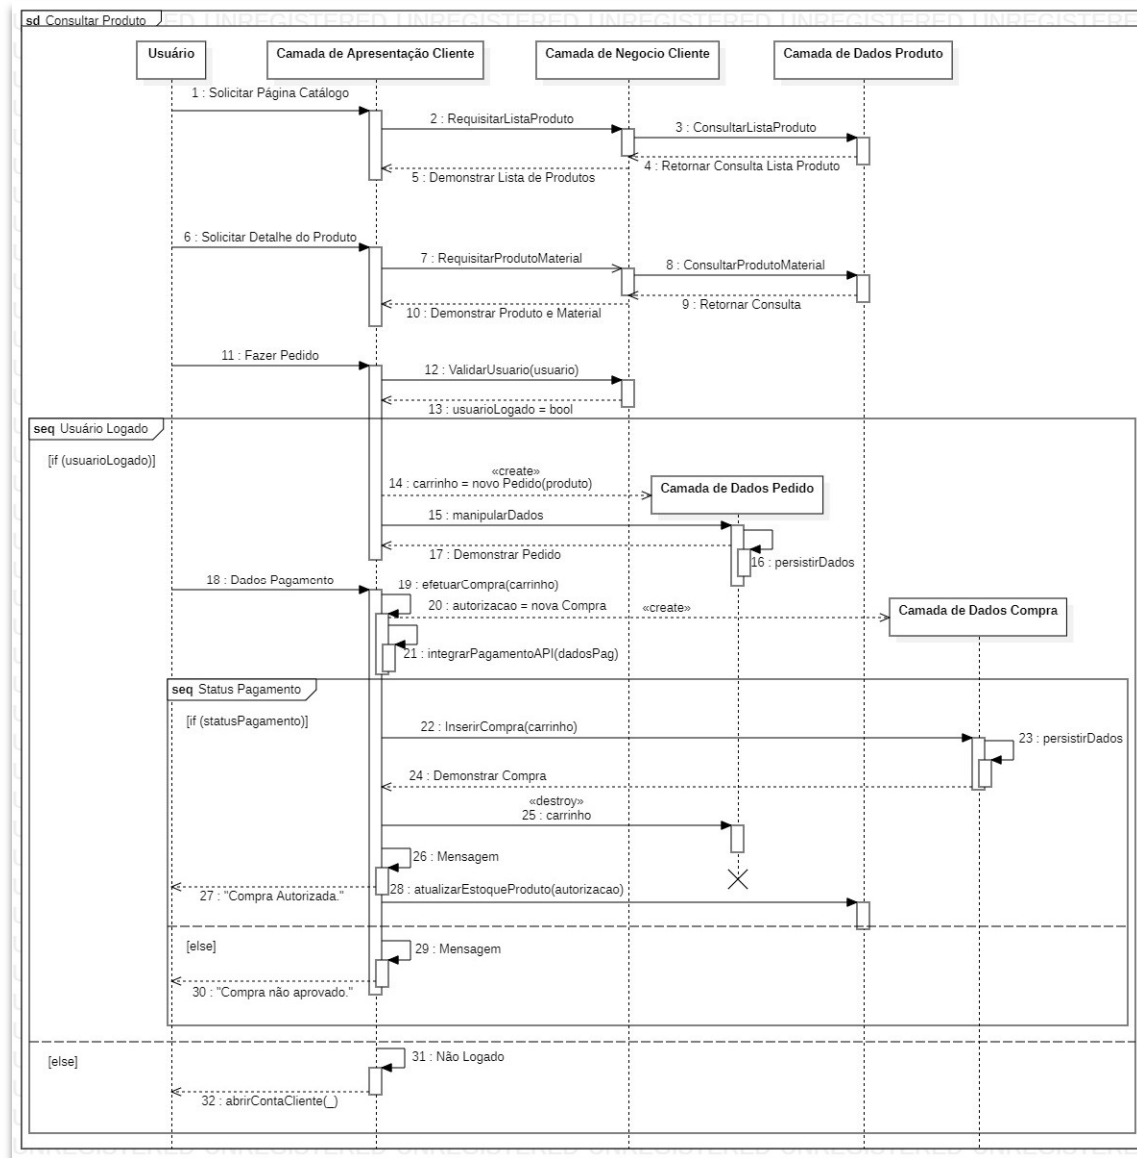 UNREGISTERED UNREGISTERED UNREGISTERED UNREGISTERED UNREGISTERED
sd Consultar Produto
Usuário
Camada de Apresentação Cliente
Camada de Negocio Cliente
Camada de Dados Produto
1 : Solicitar Página Catálogo
2 : RequisitarListaProduto
3 : ConsultarListaProduto
4 : Retornar Consulta Lista Produto
5 : Demonstrar Lista de Produtos
6 : Solicitar Detalhe do Produto
7 : RequisitarProdutoMaterial
8 : ConsultarProdutoMaterial
9 : Retornar Consulta
10 : Demonstrar Produto e Material
11 : Fazer Pedido
12 : ValidarUsuario(usuario)
13 : usuarioLogado = bool
seq Usuário Logado
[if (usuarioLogado)]
«create»
14 : carrinho = novo Pedido(produto)
Camada de Dados Pedido
15 : manipularDados
16 : persistirDados
17 : Demonstrar Pedido
18 : Dados Pagamento
19 : efetuarCompra(carrinho)
20 : autorizacao = nova Compra
«create»
Camada de Dados Compra
21 : integrarPagamentoAPI(dadosPag)
seq Status Pagamento
[if (statusPagamento)]
22 : InserirCompra(carrinho)
23 : persistirDados
24 : Demonstrar Compra
«destroy»
25 : carrinho
26 : Mensagem
27 : "Compra Autorizada."
28 : atualizarEstoqueProduto(autorizacao)
[else]
29 : Mensagem
30 : "Compra não aprovado."
[else]
31 : Não Logado
32 : abrirContaCliente(_)